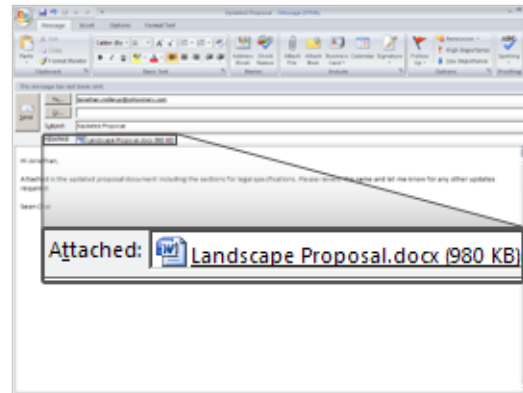 Updated Proposal - Message (HTML)
Message Insert Options Format Text
Cut
Copy
Paste Format Painter
Clipboard Basic Text Names Include Options Proofing
Address Book Check Names Attach File Attach Item Business Card Calendar Signature Follow Up Permission High Importance Low Importance Spelling
This message has not been sent.
To...
Cc...
Send
Subject: Updated Proposal
Attached: Landscape Proposal.docx (980 KB)
Attached is the updated proposal document including the sections for legal specifications. Please review the same and let me know for any other updates
required.
Attached: Landscape Proposal.docx (980 KB)